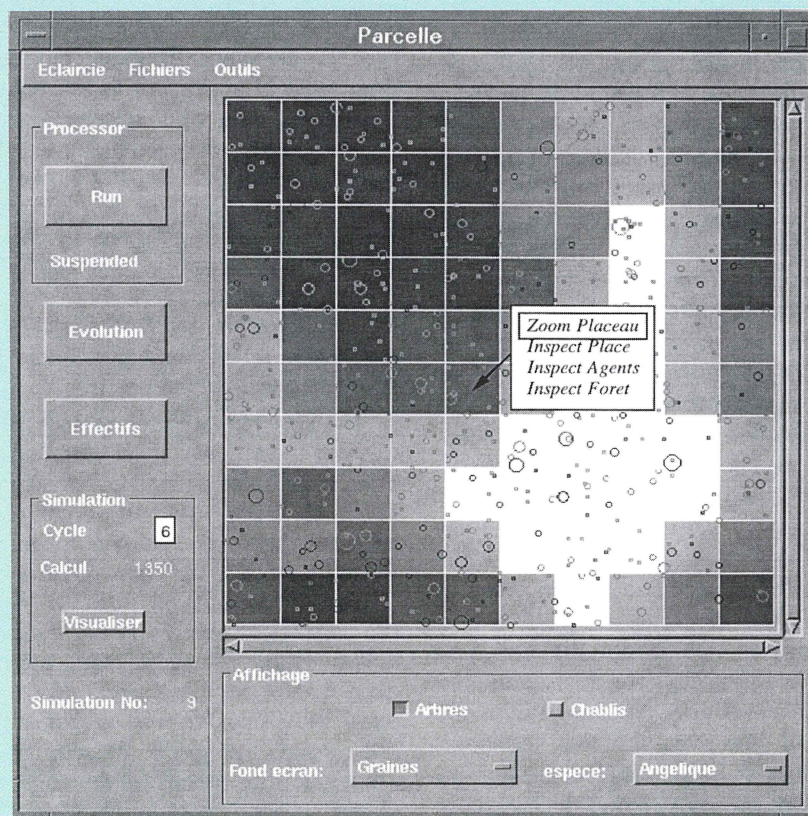 Parcelle
Eclaircie Fichiers Outils
Processor
Run
Suspended
Evolution
Effectifs
Zoom Placeau
Inspect Place
Inspect Agents
Inspect Foret
Simulation
Cycle 6
Calcul 1350
Visualiser
Simulation No: 9
Affichage
Arbres Chablis
Fond ecran: Graines espece: Angelique